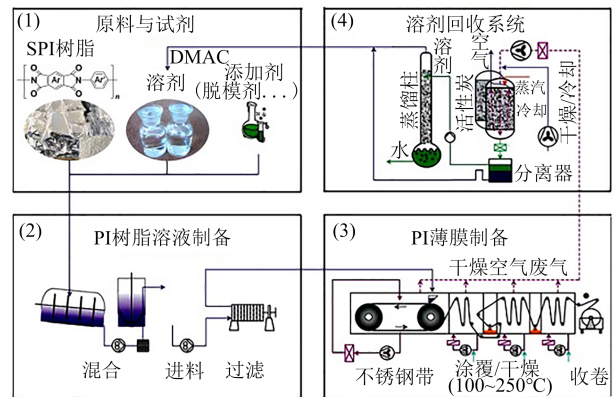 (1)
原料与试剂
SPI树脂
O
O
N
Ar
N
Ar
O
O
n
DMAC
溶剂
添加剂
(脱模剂...)
(4)
溶剂回收系统
溶剂
蒸馏柱
水
空气
活性炭
蒸汽
冷却
干燥/冷却
分离器
(2)
PI树脂溶液制备
混合
进料
过滤
(3)
PI薄膜制备
干燥空气废气
不锈钢带
涂覆/干燥
(100~250℃)
收卷